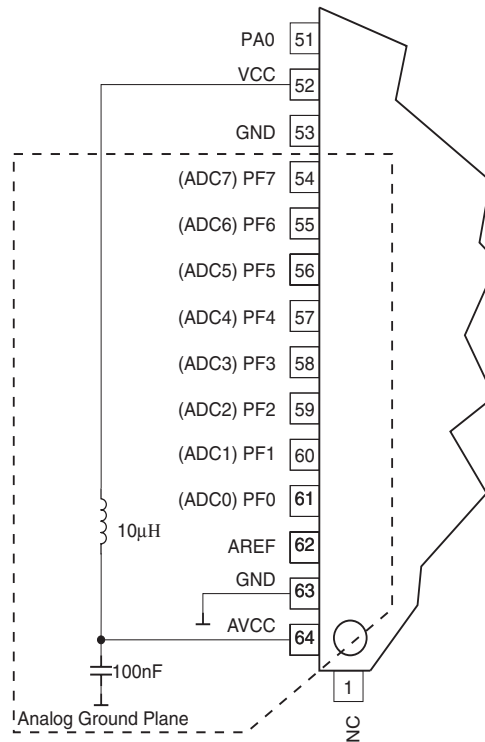 PA0 51
VCC 52
GND 53
(ADC7) PF7 54
(ADC6) PF6 55
(ADC5) PF5 56
(ADC4) PF4 57
(ADC3) PF3 58
(ADC2) PF2 59
(ADC1) PF1 60
(ADC0) PF0 61
10μH
AREF 62
GND 63
AVCC 64
100nF
1
Analog Ground Plane
NC